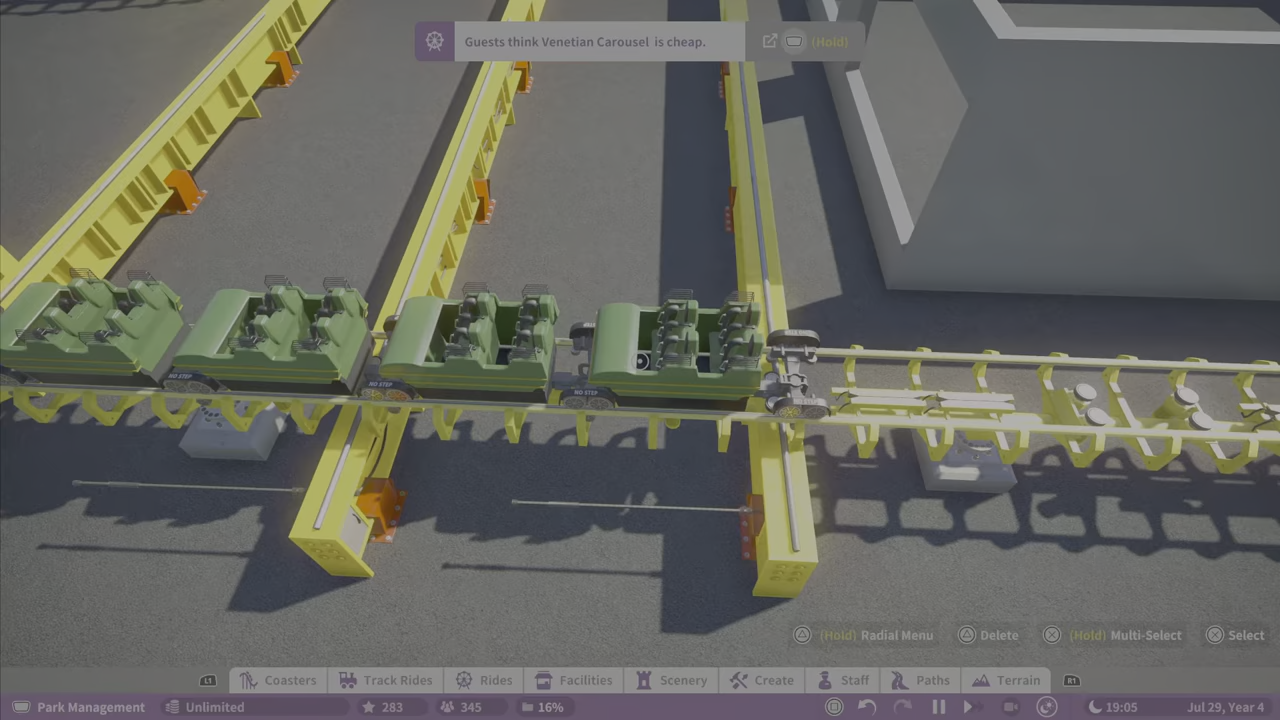 Guests think Venetian Carousel is cheap.
(Hold)
NO STEP
NO STEP
NO STEP
(Hold) Radial Menu
Delete
(Hold) Multi-Select
Select
L1
Coasters
Track Rides
Rides
Facilities
Scenery
Create
Staff
Paths
Terrain
R1
Park Management
Unlimited
283
345
16%
19:05
Jul 29, Year 4